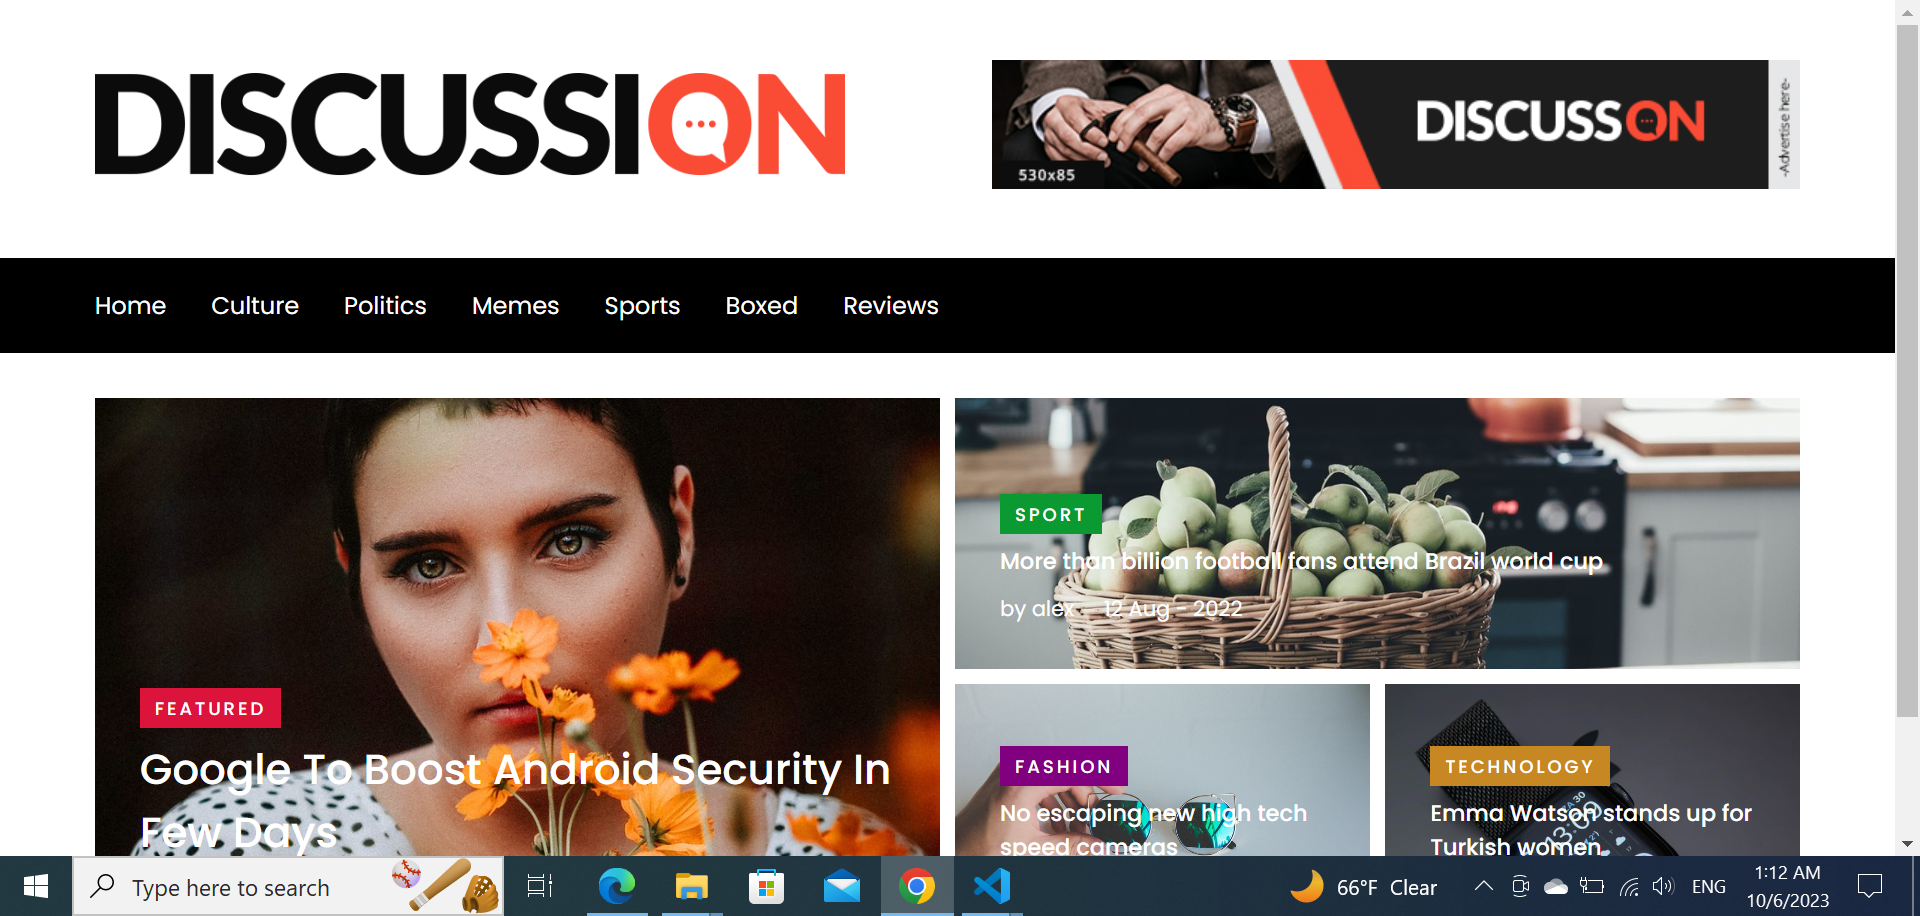 DISCUSSION
DISCUSSON
-Advertise here-
530x85
Home Culture Politics Memes Sports Boxed Reviews
FEATURED
Google To Boost Android Security In
Few Days
SPORT
More than billion football fans attend Brazil world cup
by alex - 12 Aug - 2022
FASHION
No escaping new high tech
speed cameras
TECHNOLOGY
Emma Watson stands up for
Turkish women.
13:00
Type here to search
66°F Clear
ENG
1:12 AM
10/6/2023